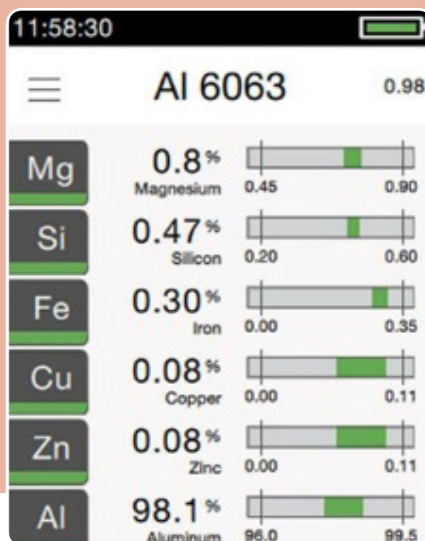 11:58:30
Al 6063 0.98
Mg 0.8 %
Magnesium 0.45 0.90
Si 0.47 %
Silicon 0.20 0.60
Fe 0.30 %
Iron 0.00 0.35
Cu 0.08 %
Copper 0.00 0.11
Zn 0.08 %
Zinc 0.00 0.11
Al 98.1 %
Aluminum 96.0 99.5